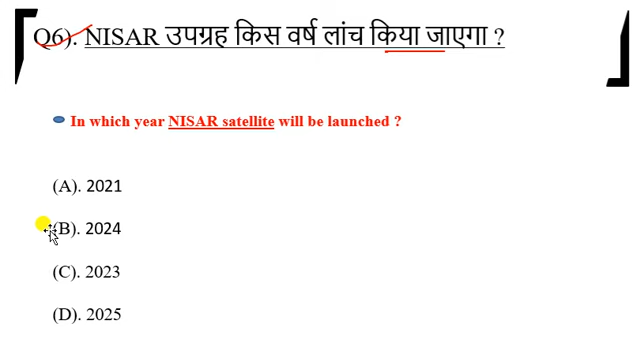 Q6). NISAR उपग्रह किस वर्ष लांच किया जाएगा ?
In which year NISAR satellite will be launched ?
(A). 2021
(B). 2024
(C). 2023
(D). 2025